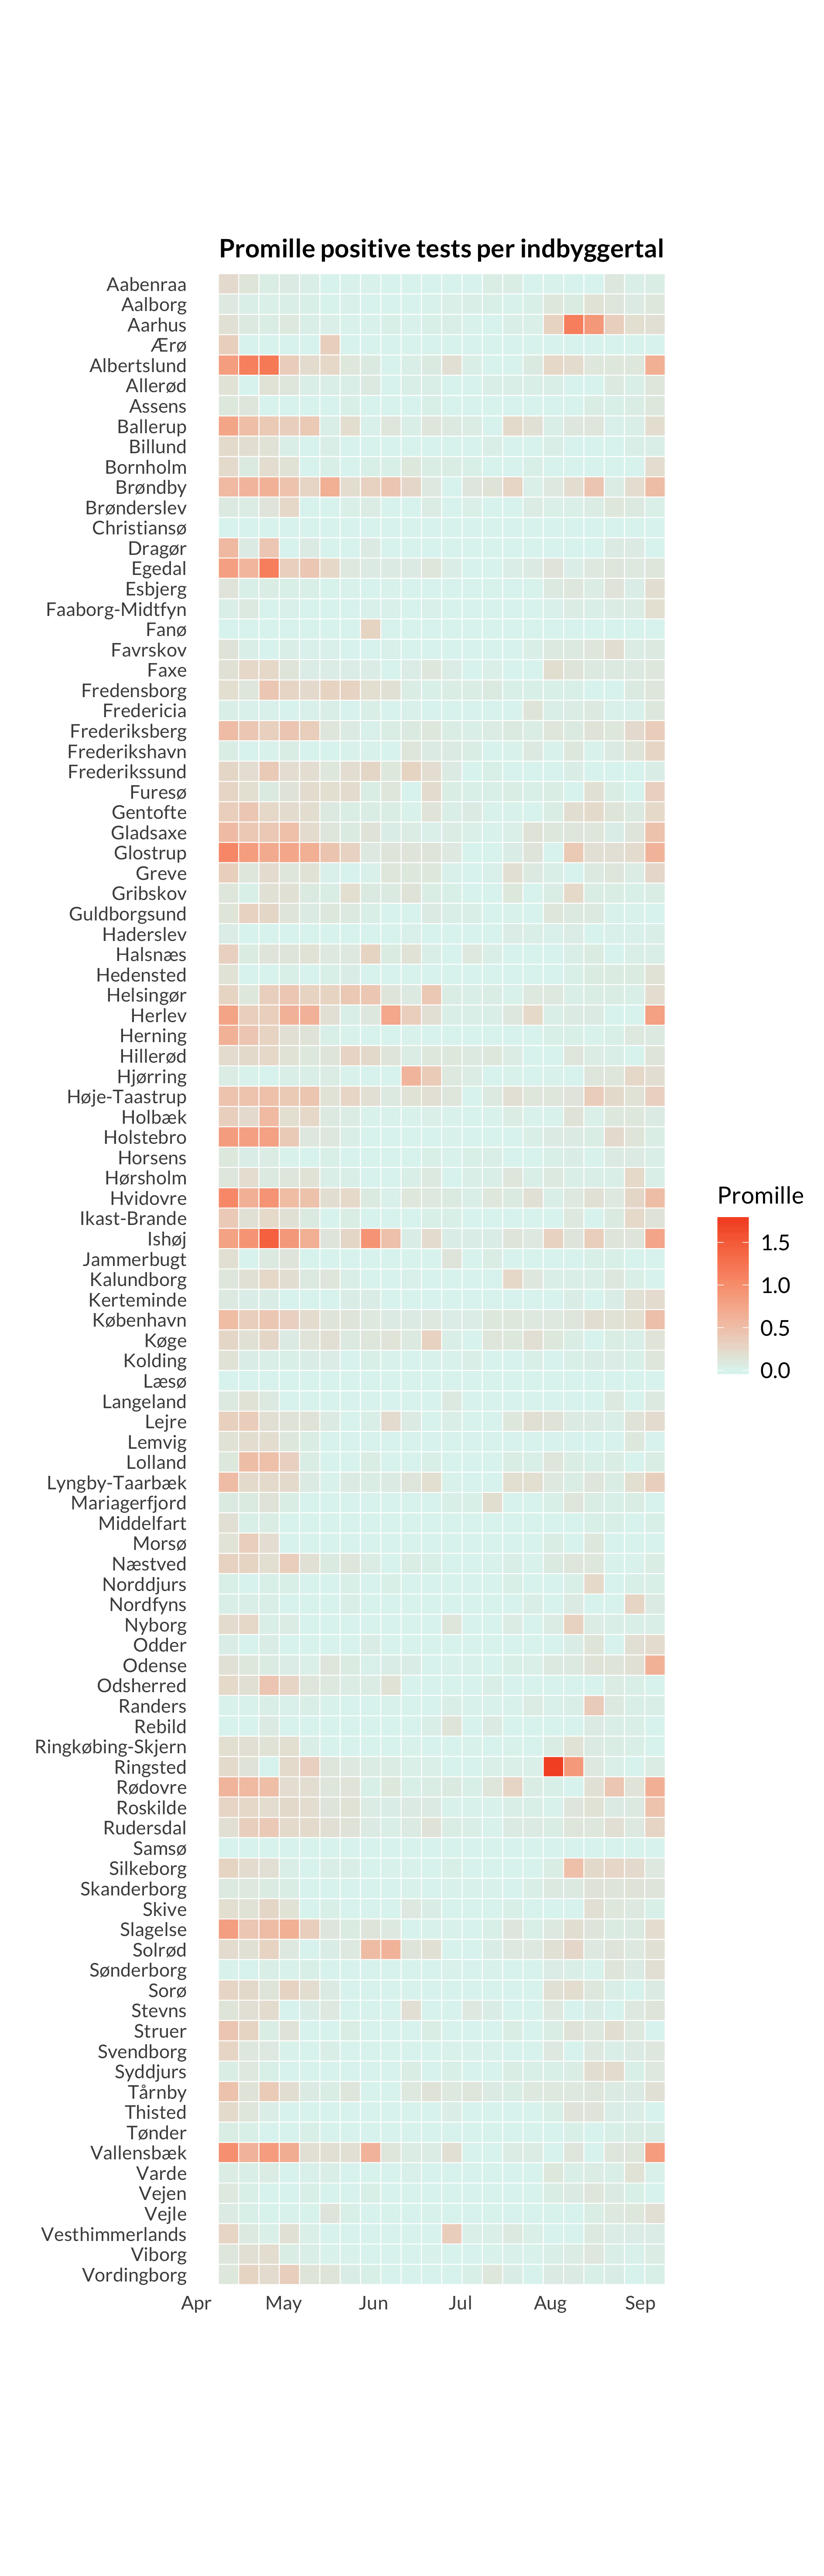 Promille positive tests per indbyggertal
Aabenraa
Aalborg
Aarhus
Ærø
Albertslund
Allerød
Assens
Ballerup
Billund
Bornholm
Brøndby
Brønderslev
Christiansø
Dragør
Egedal
Esbjerg
Faaborg-Midtfyn
Fanø
Favrskov
Faxe
Fredensborg
Fredericia
Frederiksberg
Frederikshavn
Frederikssund
Furesø
Gentofte
Gladsaxe
Glostrup
Greve
Gribskov
Guldborgsund
Haderslev
Halsnæs
Hedensted
Helsingør
Herlev
Herning
Hillerød
Hjørring
Høje-Taastrup
Holbæk
Holstebro
Horsens
Hørsholm
Hvidovre
Ikast-Brande
Ishøj
Jammerbugt
Kalundborg
Kerteminde
København
Køge
Kolding
Læsø
Langeland
Lejre
Lemvig
Lolland
Lyngby-Taarbæk
Mariagerfjord
Middelfart
Morsø
Næstved
Norddjurs
Nordfyns
Nyborg
Odder
Odense
Odsherred
Randers
Rebild
Ringkøbing-Skjern
Ringsted
Rødovre
Roskilde
Rudersdal
Samsø
Silkeborg
Skanderborg
Skive
Slagelse
Solrød
Sønderborg
Sorø
Stevns
Struer
Svendborg
Syddjurs
Tårnby
Thisted
Tønder
Vallensbæk
Varde
Vejen
Vejle
Vesthimmerlands
Viborg
Vordingborg
Apr May Jun Jul Aug Sep
Promille
1.5
1.0
0.5
0.0